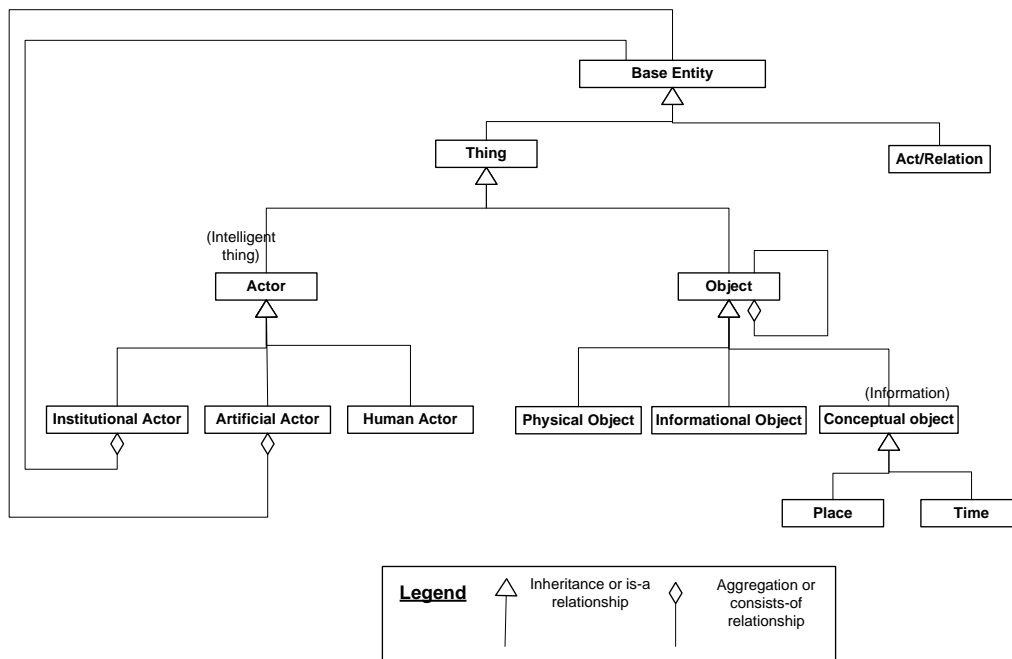 Base Entity
Thing
Act/Relation
(Intelligent
thing)
Actor
Object
(Information)
Institutional Actor
Artificial Actor
Human Actor
Physical Object
Informational Object
Conceptual object
Place
Time
Legend
Inheritance or is-a
relationship
Aggregation or
consists-of
relationship